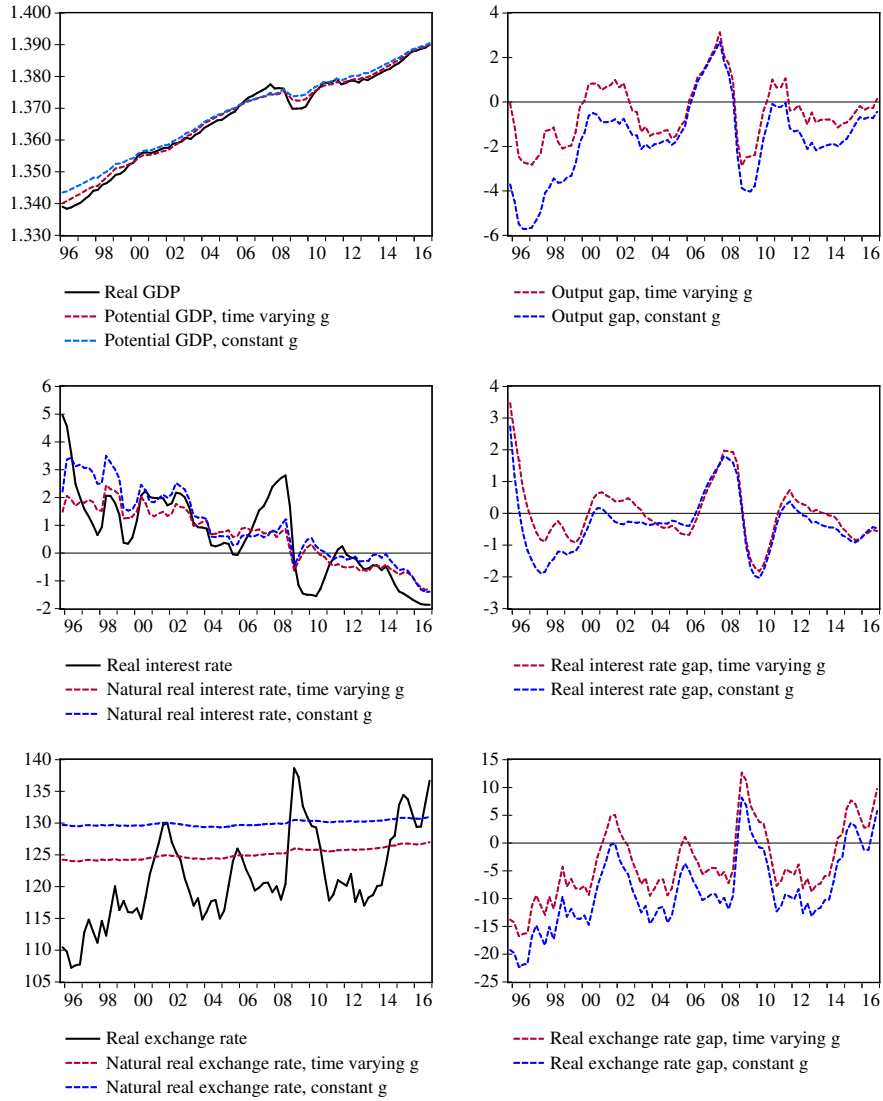 1.400
1.390
1.380
1.370
1.360
1.350
1.340
1.330
96 98 00 02 04 06 08 10 12 14 16
Real GDP
Potential GDP, time varying g
Potential GDP, constant g
4
2
0
-2
-4
-6
96 98 00 02 04 06 08 10 12 14 16
Output gap, time varying g
Output gap, constant g
6
5
4
3
2
1
0
-1
-2
96 98 00 02 04 06 08 10 12 14 16
Real interest rate
Natural real interest rate, time varying g
Natural real interest rate, constant g
4
3
2
1
0
-1
-2
-3
96 98 00 02 04 06 08 10 12 14 16
Real interest rate gap, time varying g
Real interest rate gap, constant g
140
135
130
125
120
115
110
105
96 98 00 02 04 06 08 10 12 14 16
Real exchange rate
Natural real exchange rate, time varying g
Natural real exchange rate, constant g
15
10
5
0
-5
-10
-15
-20
-25
96 98 00 02 04 06 08 10 12 14 16
Real exchange rate gap, time varying g
Real exchange rate gap, constant g